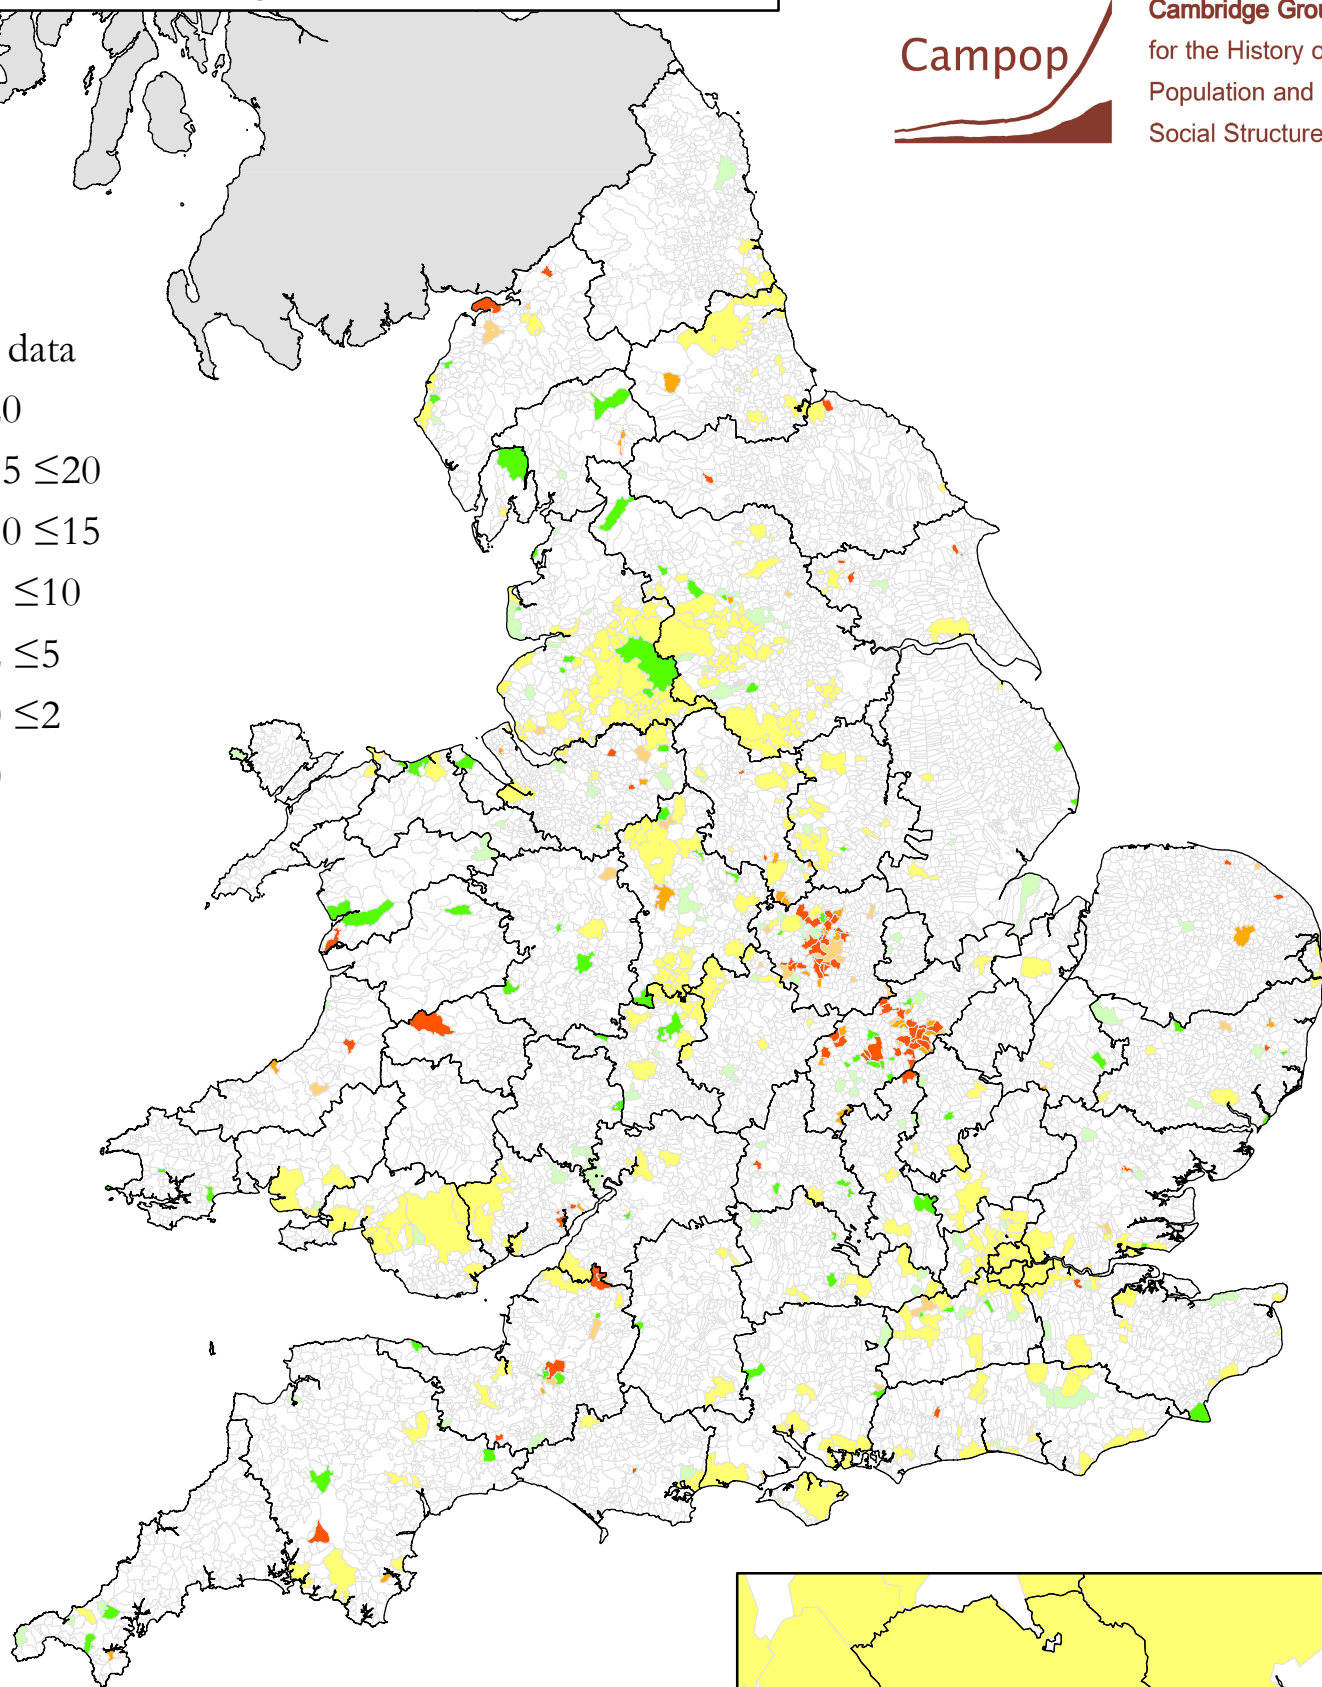 Cambridge Grou
Campop
for the History o
Population and
Social Structure
data
0
5 ≤20
0 ≤15
≤10
≤5
≤2